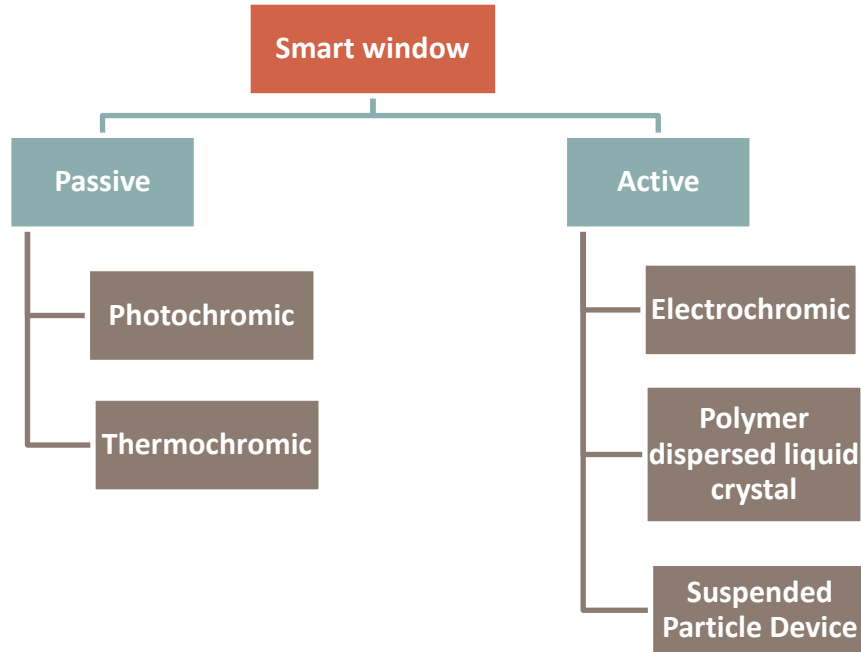 Smart window
Passive
Active
Photochromic
Thermochromic
Electrochromic
Polymer
dispersed liquid
crystal
Suspended
Particle Device